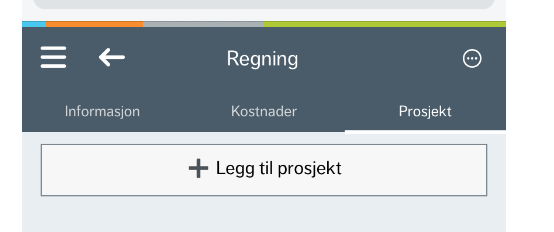 Regning
Informasjon Kostnader Prosjekt
Legg til prosjekt